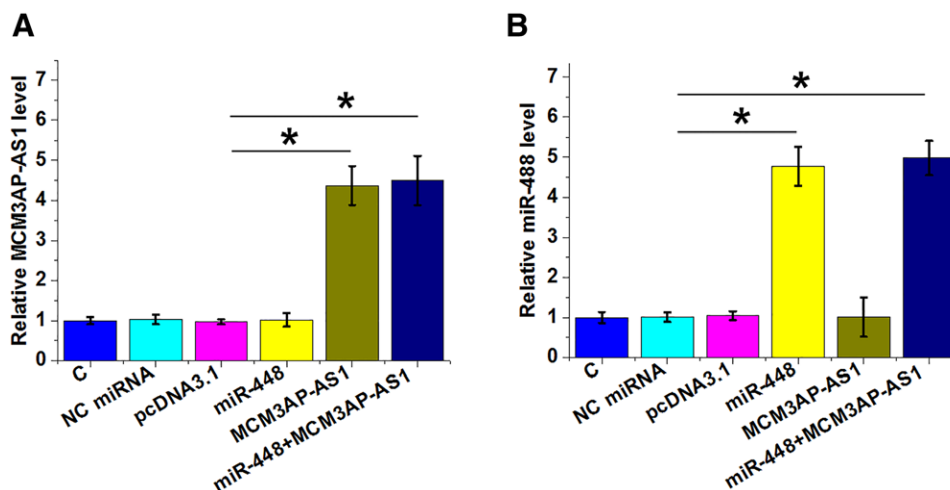 A
Relative MCM3AP-AS1 level
7
6
5
4
3
2
1
0
*
*
C
NC miRNA
pcDNA3.1
miR-448
MCM3AP-AS1
miR-448+MCM3AP-AS1
B
Relative miR-488 level
7
6
5
4
3
2
1
0
*
*
C
NC miRNA
pcDNA3.1
miR-448
MCM3AP-AS1
miR-448+MCM3AP-AS1